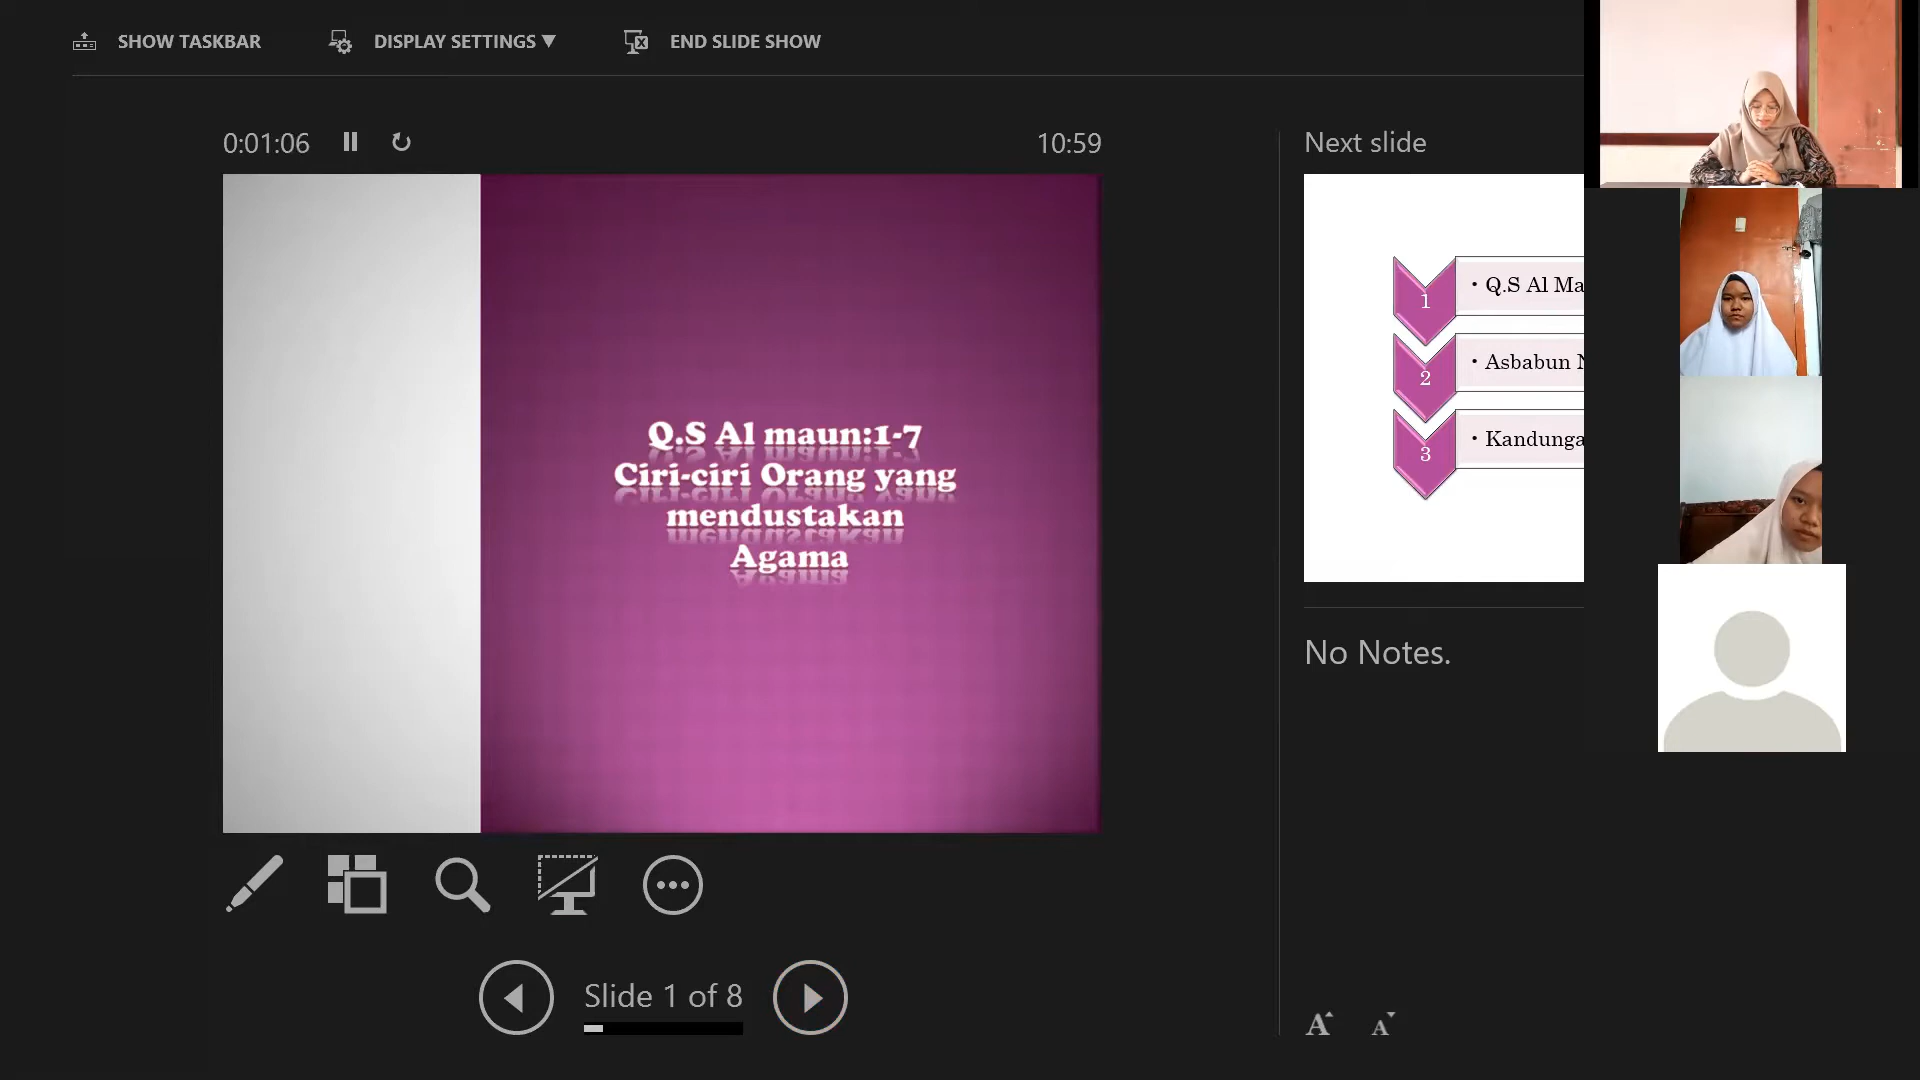 SHOW TASKBAR
DISPLAY SETTINGS ▼
END SLIDE SHOW
0:01:06
10:59
Q.S Al maun:1-7
Ciri-ciri Orang yang
mendustakan
Agama
Next slide
1
• Q.S Al Ma
2
• Asbabun
3
• Kandunga
No Notes.
Slide 1 of 8
A
A